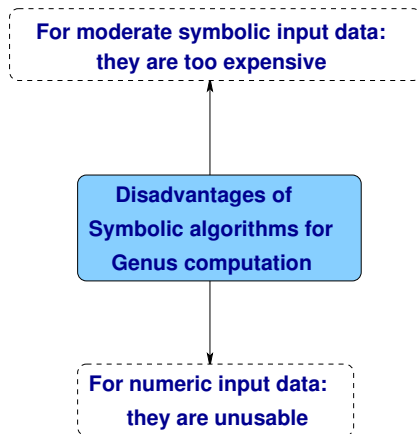 For moderate symbolic input data:
they are too expensive
Disadvantages of
Symbolic algorithms for
Genus computation
For numeric input data:
they are unusable